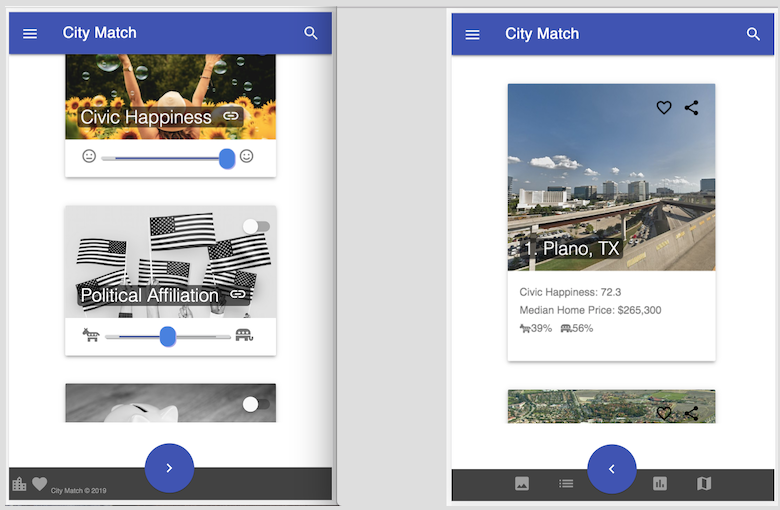 City Match
Civic Happiness
Political Affiliation
City Match © 2019
City Match
1. Plano, TX
Civic Happiness: 72.3
Median Home Price: $265,300
39% 56%